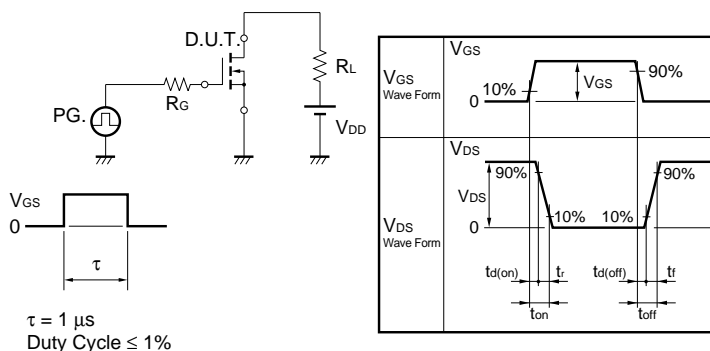 D.U.T.
RL
RG
PG.
VDD
VGS
0
τ
τ = 1 μs
Duty Cycle ≤ 1%
VGS
Wave Form
VGS
10%
0
VGS
90%
VDS
Wave Form
VDS
90%
VDS
0
10%
10%
90%
td(on)
tr
td(off)
tf
ton
toff